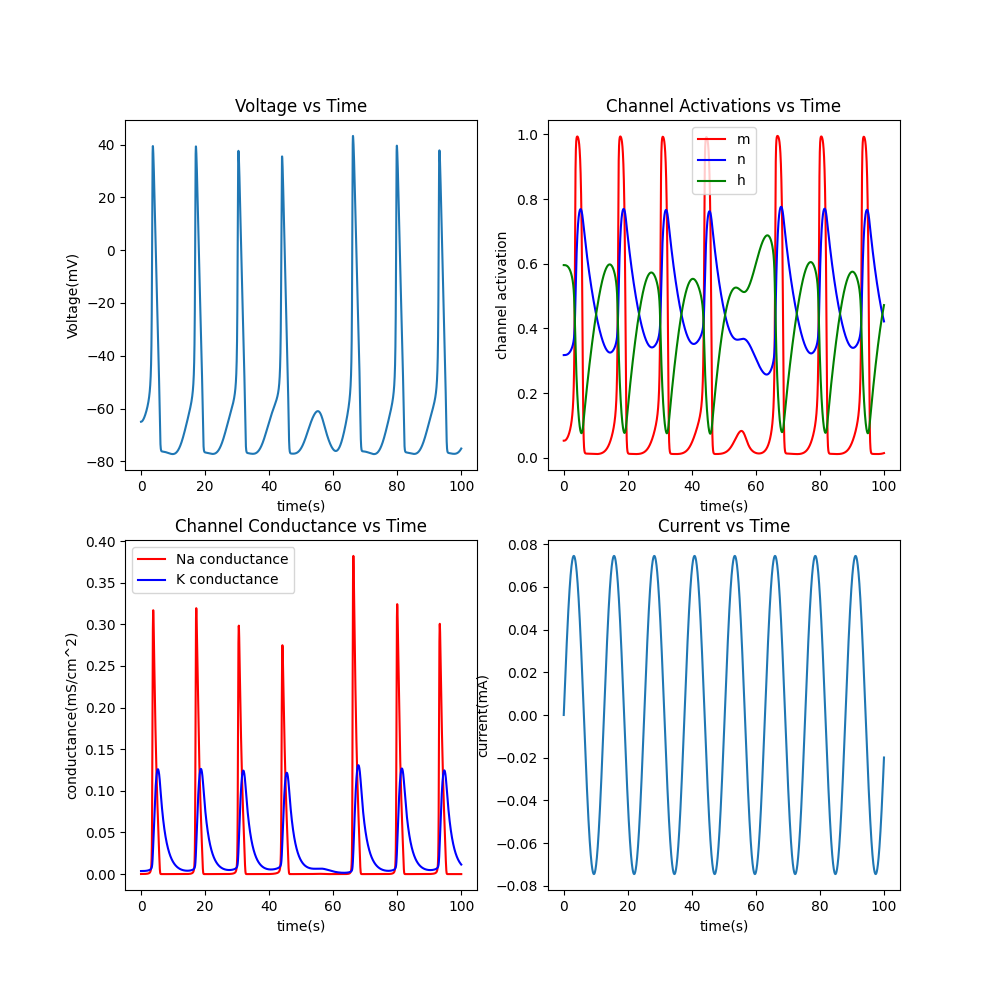 Voltage vs Time
40
20
0
−20
−40
−60
−80
Voltage(mV)
0 20 40 60 80 100
time(s)
Channel Activations vs Time
m
n
h
1.0
0.8
0.6
0.4
0.2
0.0
channel activation
0 20 40 60 80 100
time(s)
Channel Conductance vs Time
Na conductance
K conductance
0.40
0.35
0.30
0.25
0.20
0.15
0.10
0.05
0.00
conductance(mS/cm^2)
0 20 40 60 80 100
time(s)
Current vs Time
0.08
0.06
0.04
0.02
0.00
−0.02
−0.04
−0.06
−0.08
current(mA)
0 20 40 60 80 100
time(s)